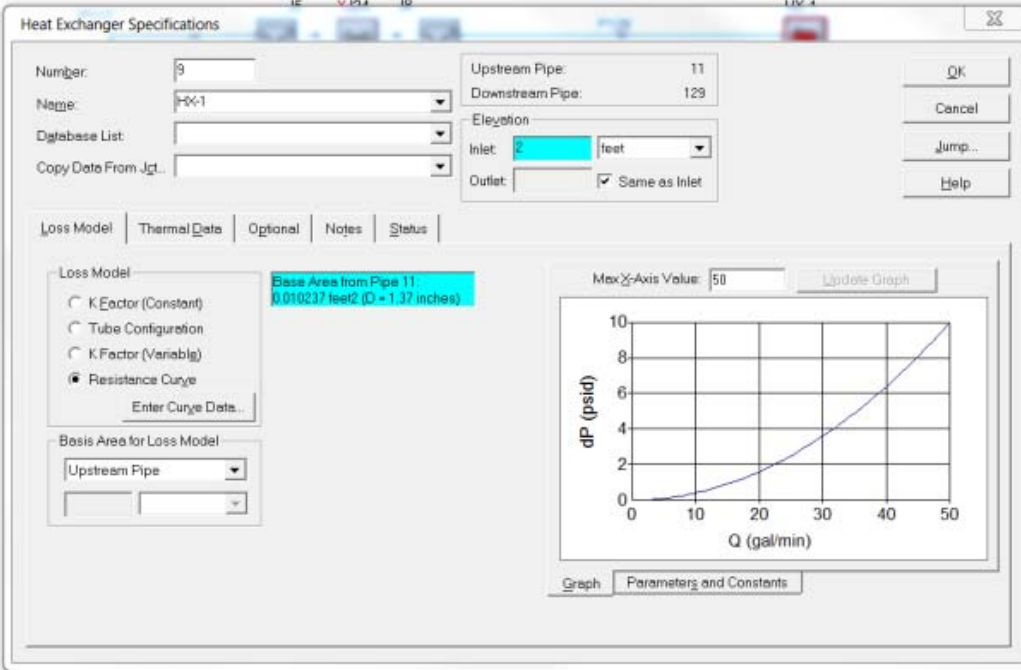 J5 J24 J8 HX-1
Heat Exchanger Specifications
Number: 9
Name: HX-1
Database List:
Copy Data From Jct...
Upstream Pipe: 11
Downstream Pipe: 129
Elevation
Inlet: 2 feet
Outlet: Same as Inlet
OK
Cancel
Jump...
Help
Loss Model Thermal Data Optional Notes Status
Loss Model
K Factor (Constant)
Tube Configuration
K Factor (Variable)
Resistance Curve
Enter Curve Data...
Basis Area for Loss Model
Upstream Pipe
Base Area from Pipe 11:
0.010237 feet2 (D = 1.37 inches)
Max X-Axis Value: 50 Update Graph
dP (psid)
10
8
6
4
2
0
0 10 20 30 40 50
Q (gal/min)
Graph Parameters and Constants